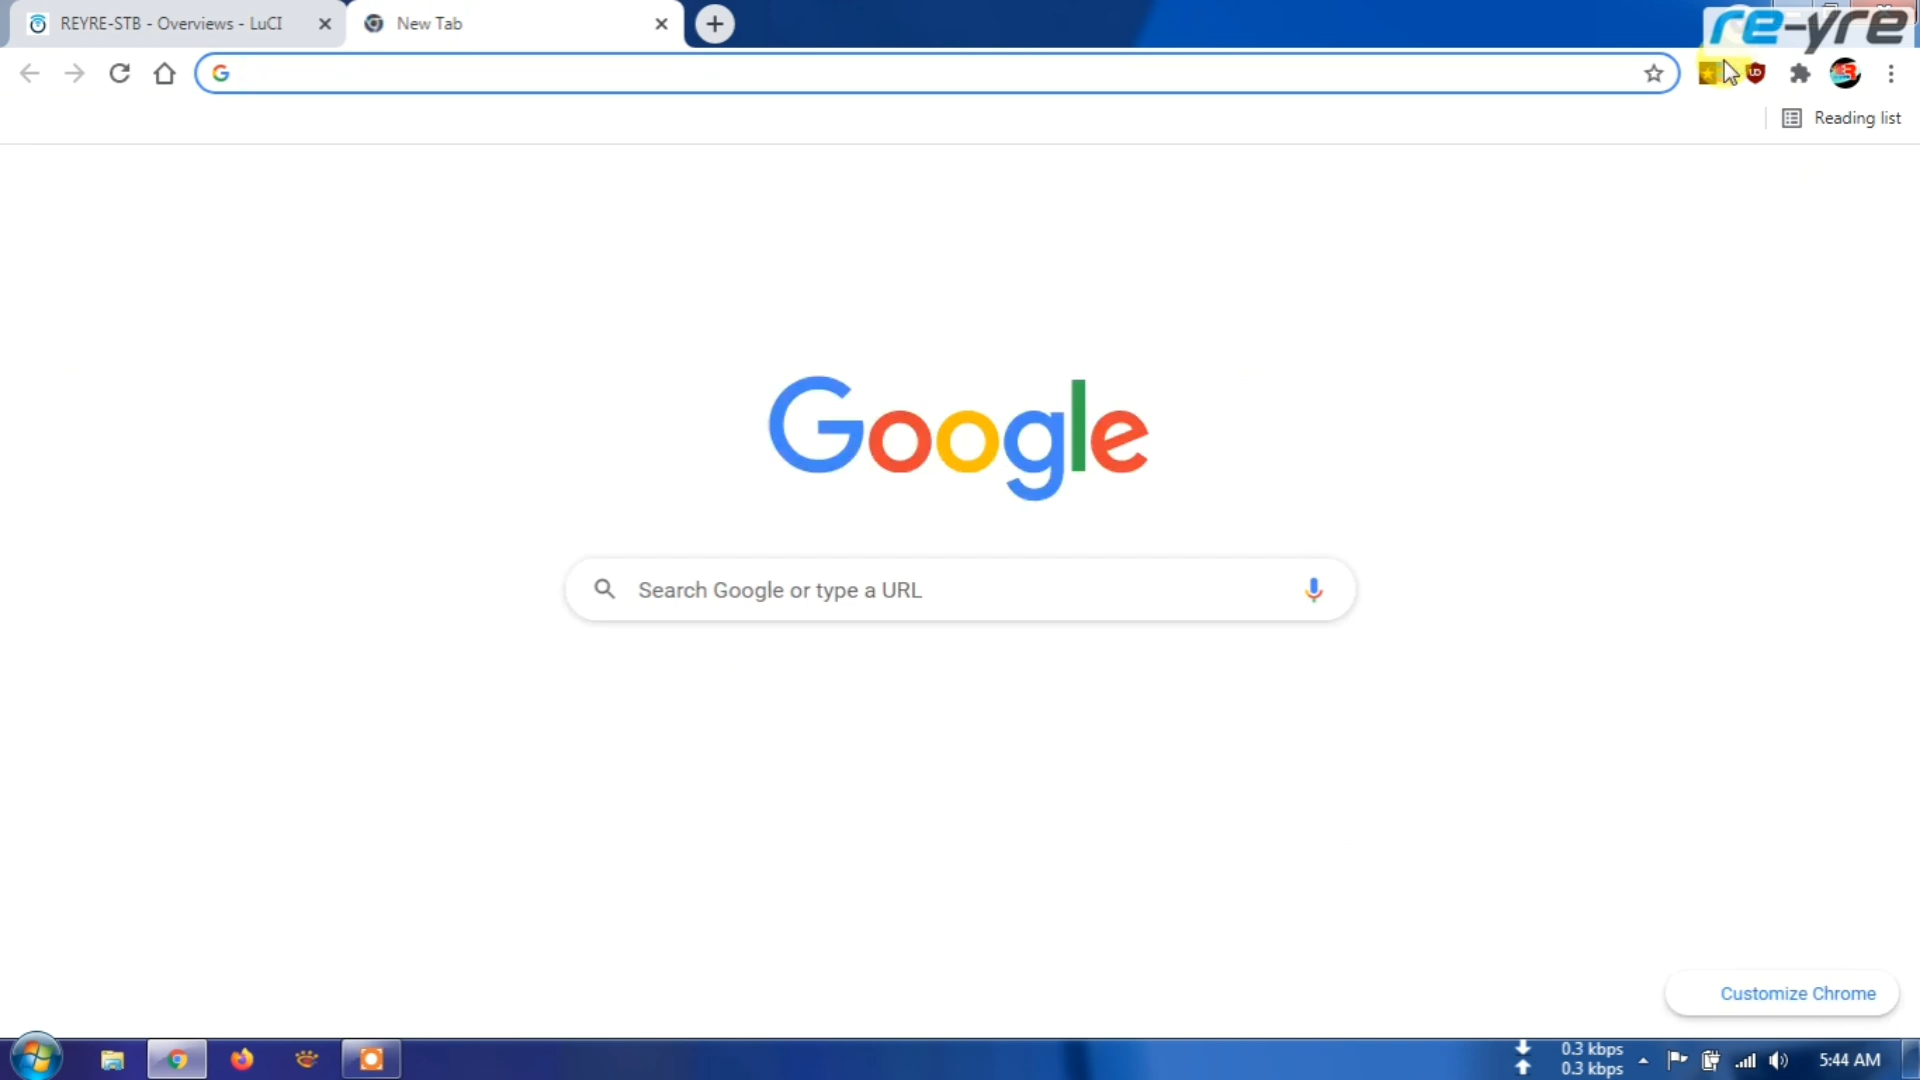 REYRE-STB - Overviews - LuCI
New Tab
re-yre
Reading list
Google
Search Google or type a URL
Customize Chrome
0.3 kbps
0.3 kbps
5:44 AM